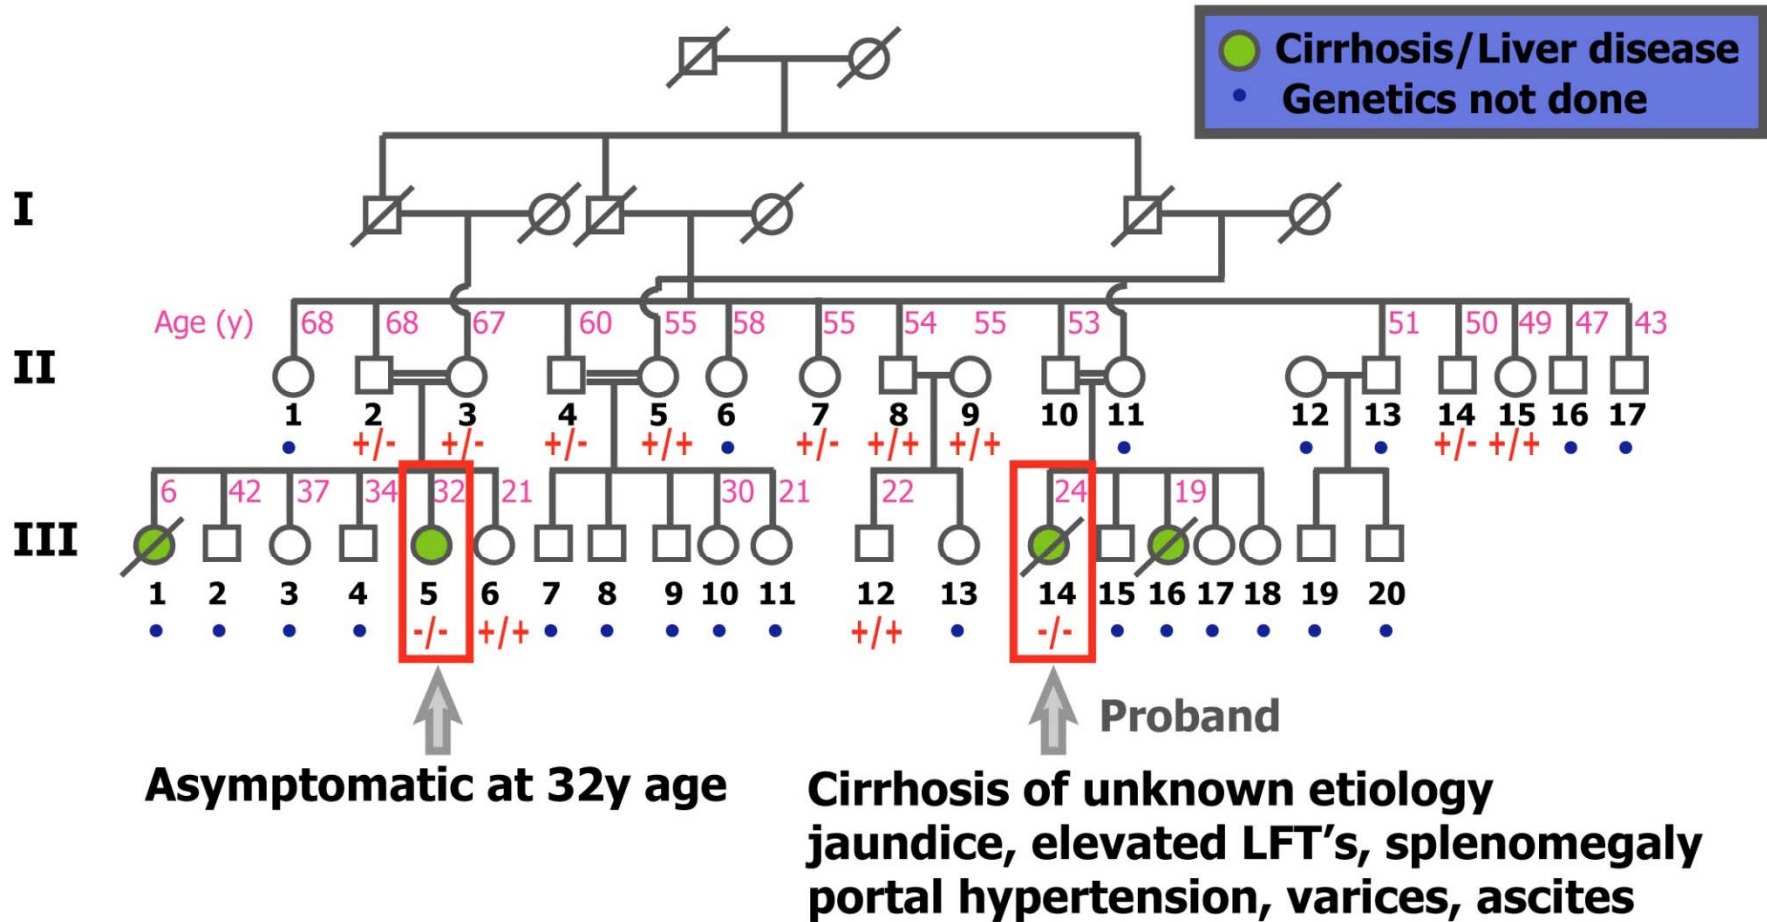 Cirrhosis/Liver disease
Genetics not done
I
Age (y) 68 68 67 60 55 58 55 54 55 53 51 50 49 47 43
II
1 2 3 4 5 6 7 8 9 10 11 12 13 14 15 16 17
+/- +/- +/- +/+ +/- +/+ +/+ +/- +/+
6 42 37 34 32 21 30 21 22 24 19
III
1 2 3 4 5 6 7 8 9 10 11 12 13 14 15 16 17 18 19 20
-/- +/+ +/+ -/-
Proband
Asymptomatic at 32y age
Cirrhosis of unknown etiology
jaundice, elevated LFT's, splenomegaly
portal hypertension, varices, ascites